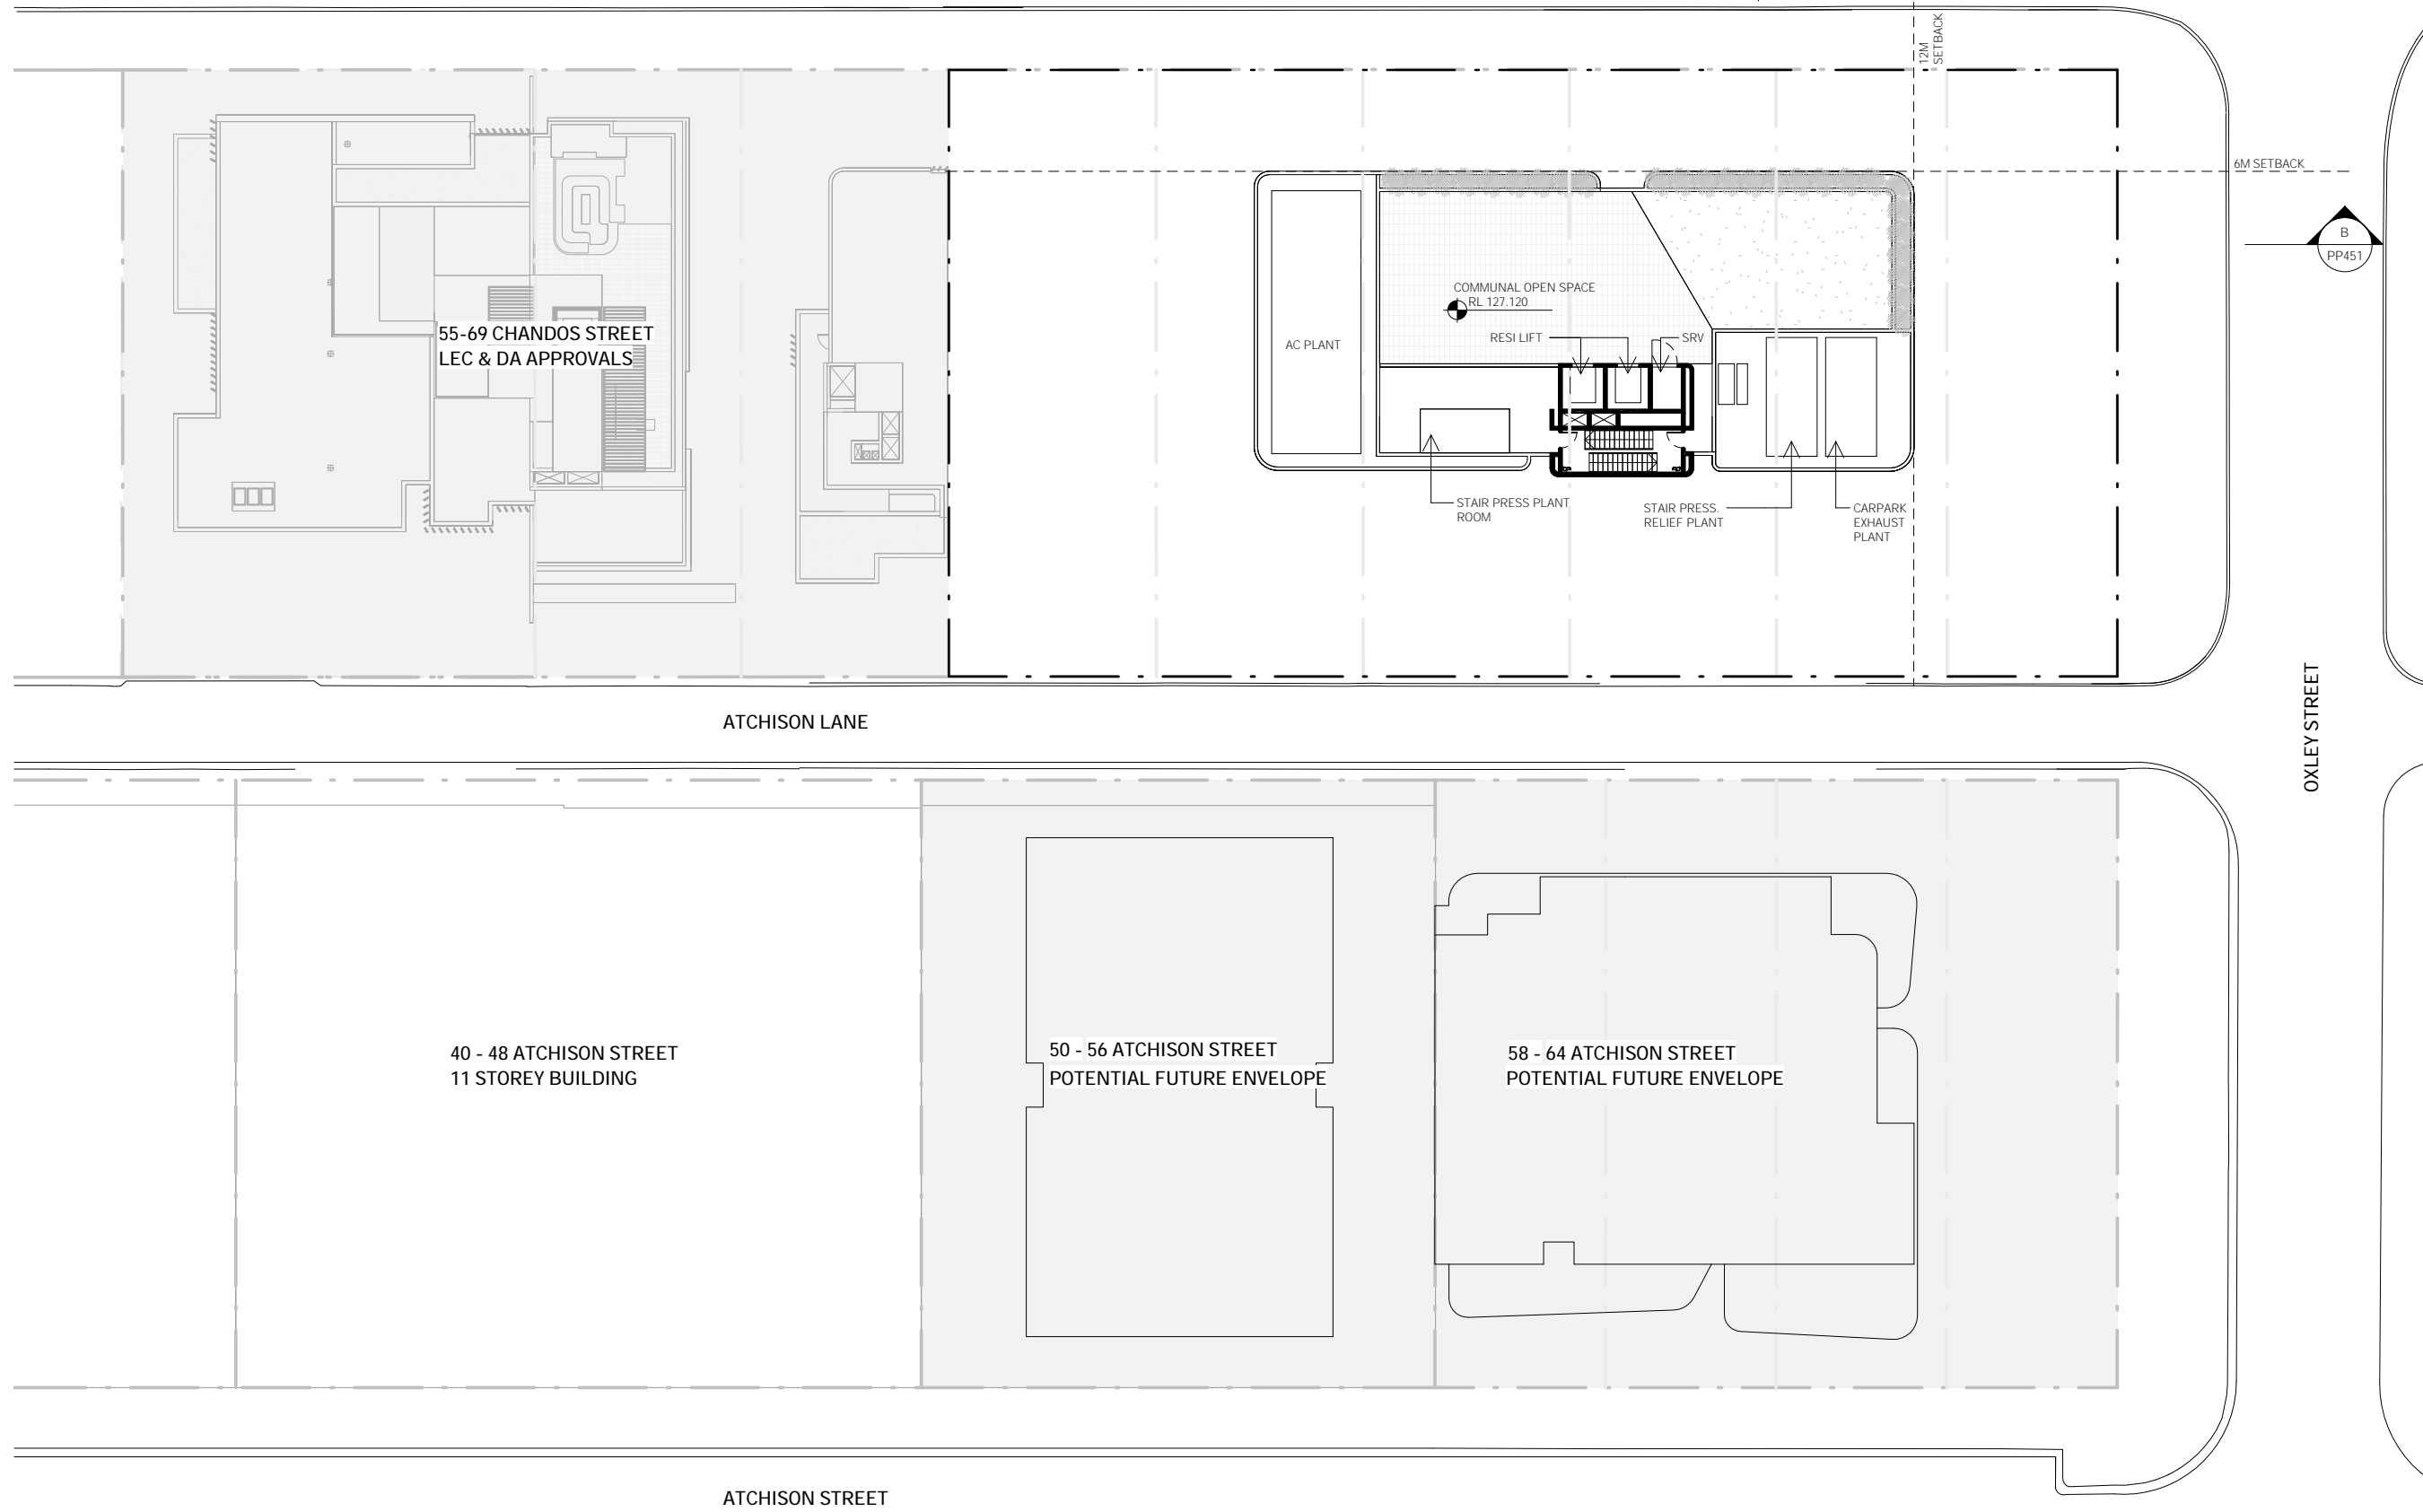 12M
SETBACK
6M SETBACK
B
PP451
COMMUNAL OPEN SPACE
RL 127.120
RESI LIFT
SRV
AC PLANT
55-69 CHANDOS STREET
LEC & DA APPROVALS
STAIR PRESS PLANT
ROOM
STAIR PRESS.
RELIEF PLANT
CARPARK
EXHAUST
PLANT
ATCHISON LANE
OXLEY STREET
40 - 48 ATCHISON STREET
11 STOREY BUILDING
50 - 56 ATCHISON STREET
POTENTIAL FUTURE ENVELOPE
58 - 64 ATCHISON STREET
POTENTIAL FUTURE ENVELOPE
ATCHISON STREET